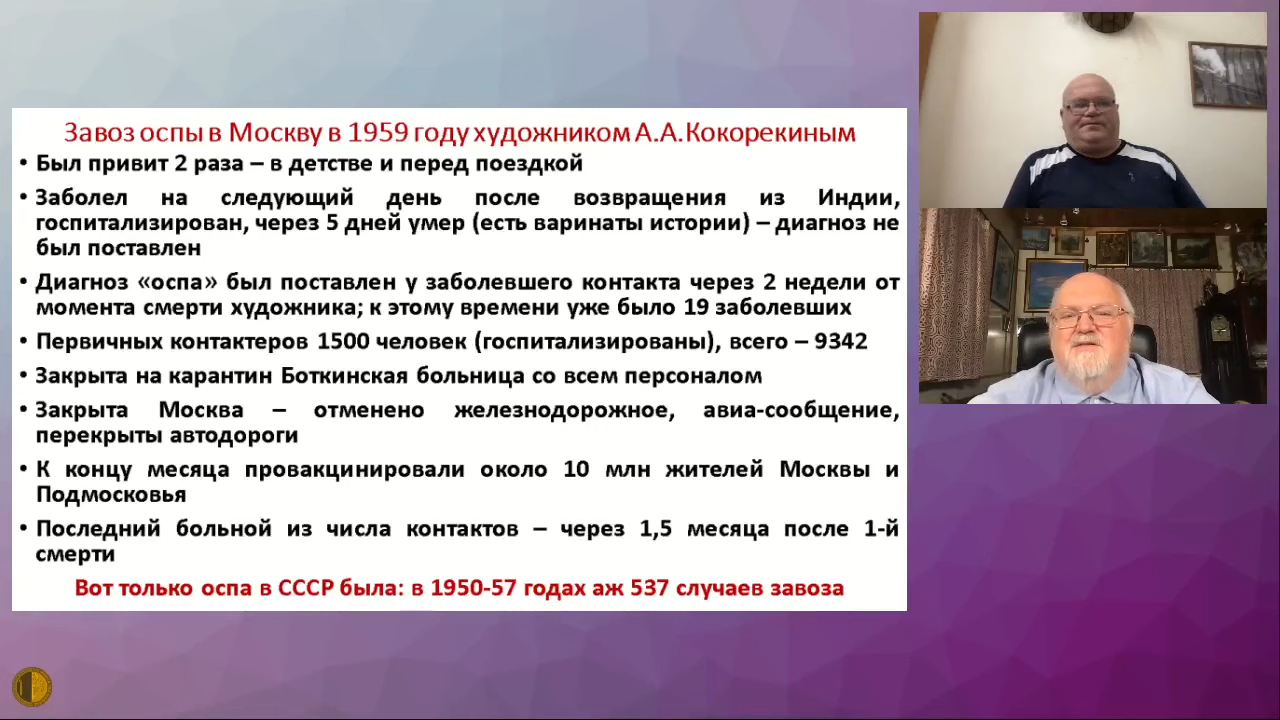 Завоз оспы в Москву в 1959 году художником А.А.Кокорекиным
• Был привит 2 раза – в детстве и перед поездкой
• Заболел на следующий день после возвращения из Индии,
госпитализирован, через 5 дней умер (есть варинаты истории) – диагноз не
был поставлен
• Диагноз «оспа» был поставлен у заболевшего контакта через 2 недели от
момента смерти художника; к этому времени уже было 19 заболевших
• Первичных контактеров 1500 человек (госпитализированы), всего – 9342
• Закрыта на карантин Боткинская больница со всем персоналом
• Закрыта Москва – отменено железнодорожное, авиа-сообщение,
перекрыты автодороги
• К концу месяца провакцинировали около 10 млн жителей Москвы и
Подмосковья
• Последний больной из числа контактов – через 1,5 месяца после 1-й
смерти
Вот только оспа в СССР была: в 1950-57 годах аж 537 случаев завоза